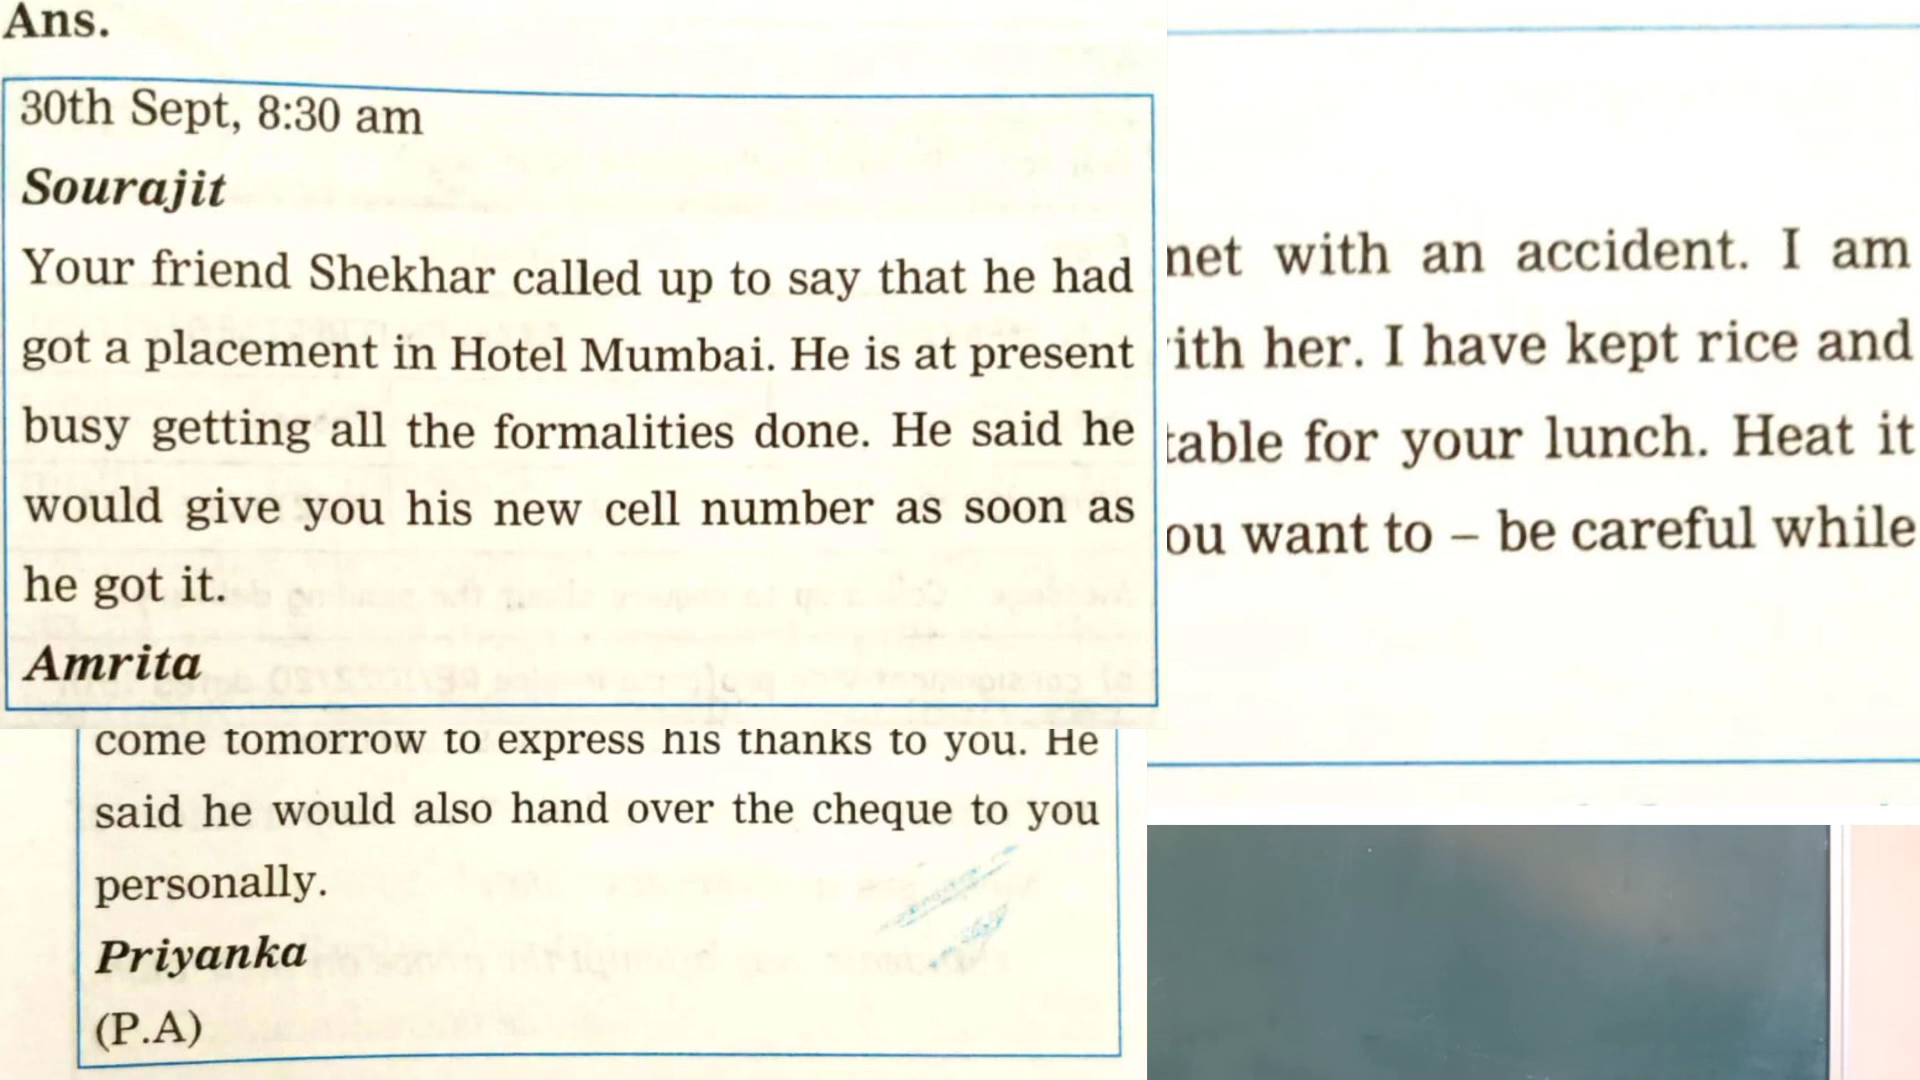 Ans.
30th Sept, 8:30 am
Sourajit
Your friend Shekhar called up to say that he had
got a placement in Hotel Mumbai. He is at present
busy getting all the formalities done. He said he
would give you his new cell number as soon as
he got it.
Amrita
come tomorrow to express his thanks to you. He
said he would also hand over the cheque to you
personally.
Priyanka
(P.A)
with an accident. I am
her. I have kept rice and
for your lunch. Heat it
want to – be careful while